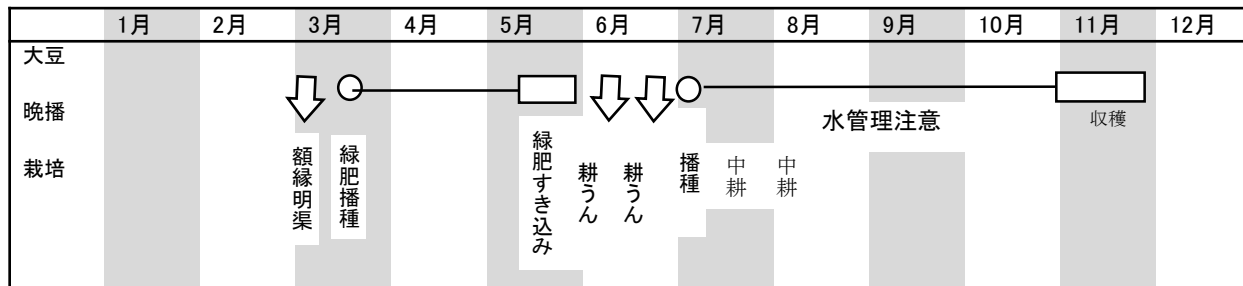 1月 2月 3月 4月 5月 6月 7月 8月 9月 10月 11月 12月
大豆
晩播
栽培
額縁明渠
緑肥播種
緑肥すき込み
耕うん
耕うん
播種
中耕
中耕
水管理注意
収穫